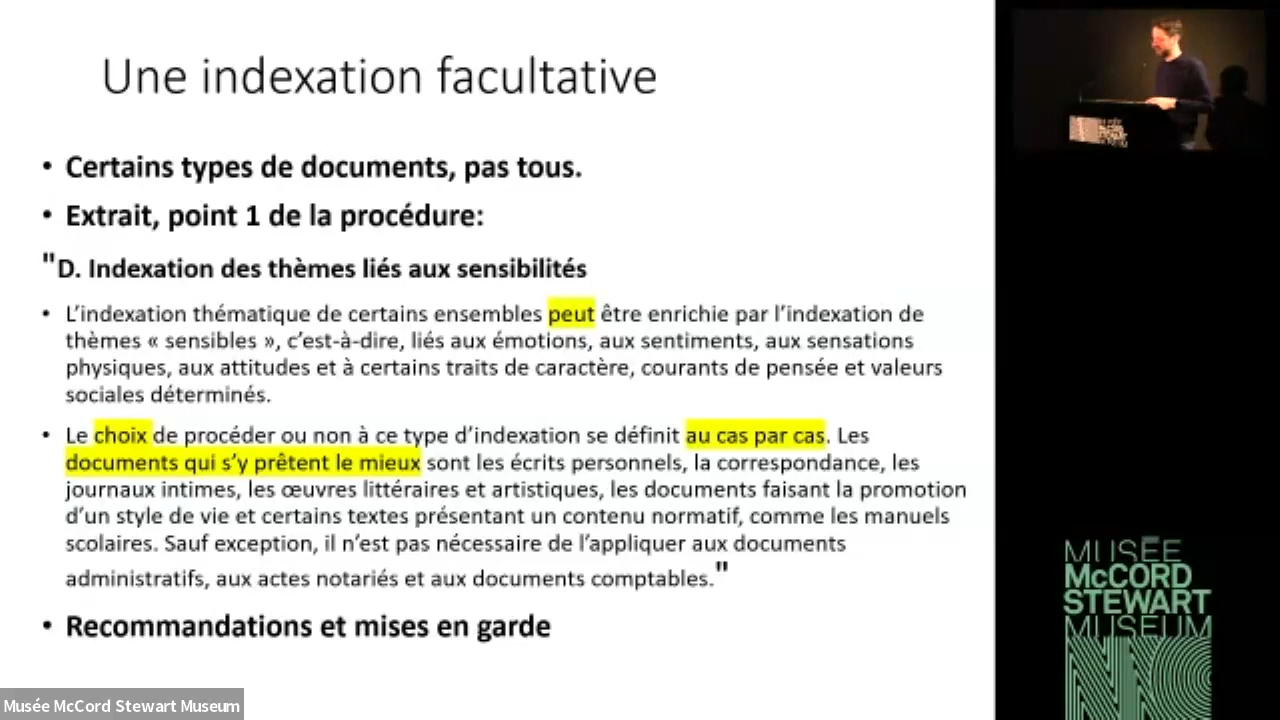 Une indexation facultative
• Certains types de documents, pas tous.
• Extrait, point 1 de la procédure:
"D. Indexation des thèmes liés aux sensibilités
• L'indexation thématique de certains ensembles peut être enrichie par l'indexation de
thèmes « sensibles », c'est-à-dire, liés aux émotions, aux sentiments, aux sensations
physiques, aux attitudes et à certains traits de caractère, courants de pensée et valeurs
sociales déterminés.
• Le choix de procéder ou non à ce type d'indexation se définit au cas par cas. Les
documents qui s'y prêtent le mieux sont les écrits personnels, la correspondance, les
journaux intimes, les œuvres littéraires et artistiques, les documents faisant la promotion
d'un style de vie et certains textes présentant un contenu normatif, comme les manuels
scolaires. Sauf exception, il n'est pas nécessaire de l'appliquer aux documents
administratifs, aux actes notariés et aux documents comptables."
• Recommandations et mises en garde
MUSÉE
McCORD
STEWART
MUSEUM
Musée McCord Stewart Museum